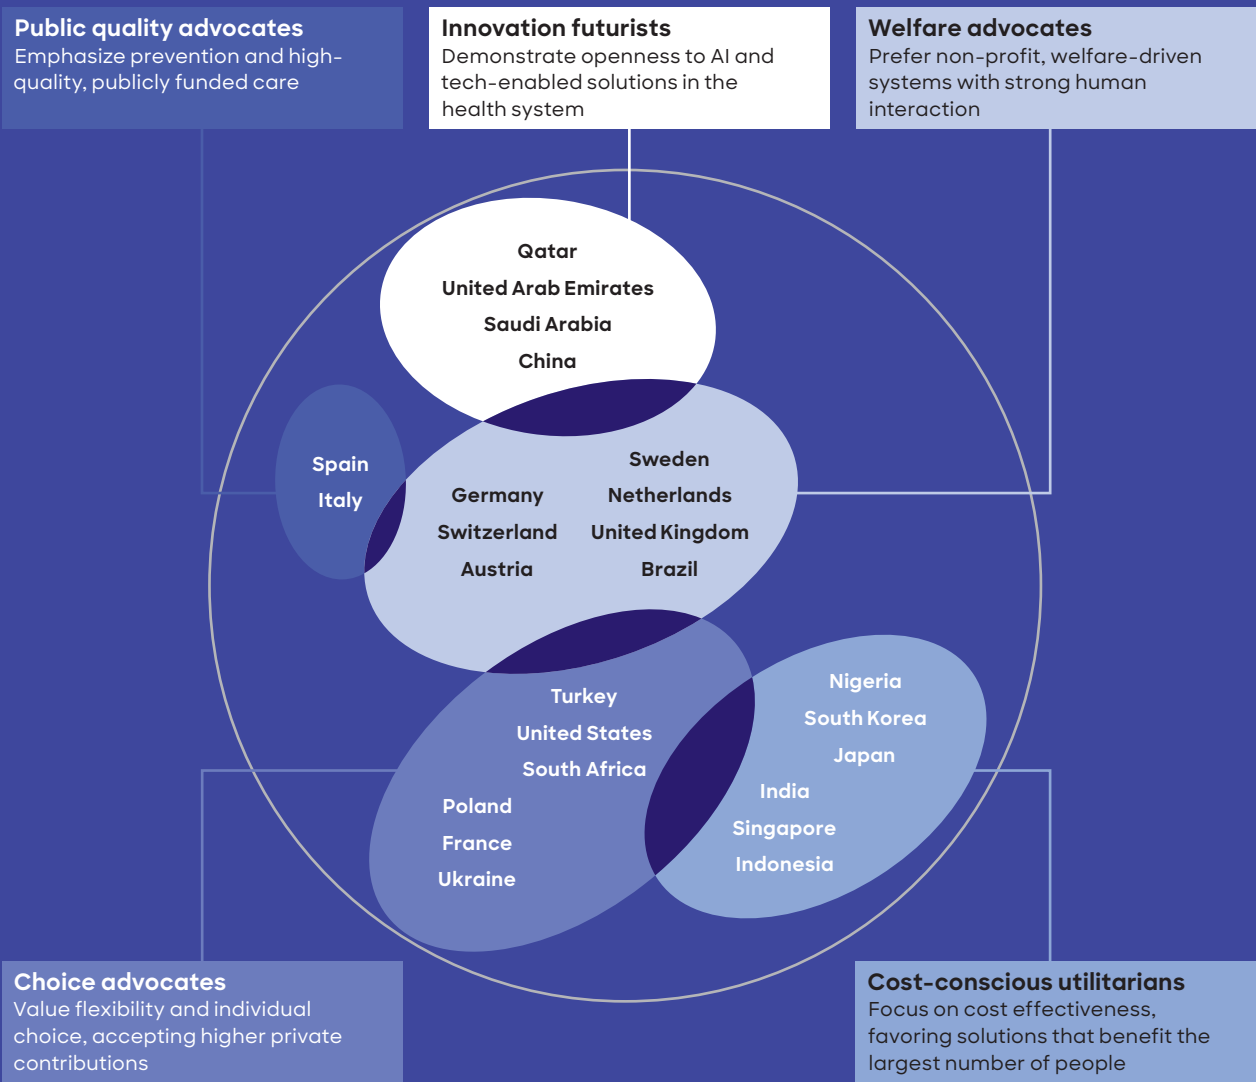 Public quality advocates
Emphasize prevention and high-
quality, publicly funded care
Innovation futurists
Demonstrate openness to AI and
tech-enabled solutions in the
health system
Welfare advocates
Prefer non-profit, welfare-driven
systems with strong human
interaction
Qatar
United Arab Emirates
Saudi Arabia
China
Spain
Italy
Germany
Switzerland
Austria
Sweden
Netherlands
United Kingdom
Brazil
Turkey
United States
South Africa
Poland
France
Ukraine
Nigeria
South Korea
Japan
India
Singapore
Indonesia
Choice advocates
Value flexibility and individual
choice, accepting higher private
contributions
Cost-conscious utilitarians
Focus on cost effectiveness,
favoring solutions that benefit the
largest number of people